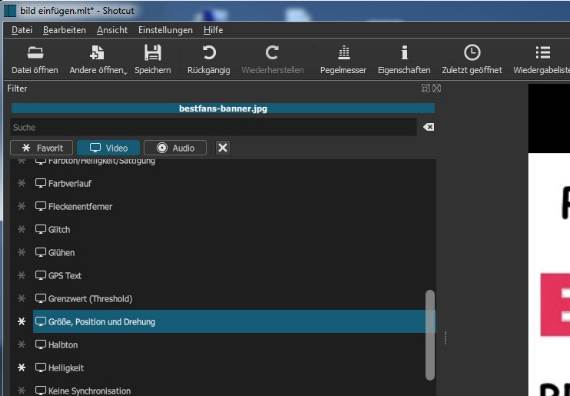 bild einfügen.mlt* - Shotcut
Datei Bearbeiten Ansicht Einstellungen Hilfe
Datei öffnen Andere öffnen, Speichern Rückgängig Wiederherstellen Pegelmesser Eigenschaften Zuletzt geöffnet Wiedergabeliste
Filter
bestfans-banner.jpg
Suche
Favorit Video Audio
Farbton/Helligkeit/Sättigung
Farbverlauf
Fleckenentferner
Glitch
Glühen
GPS Text
Grenzwert (Threshold)
Größe, Position und Drehung
Halbton
Helligkeit
Keine Synchronisation